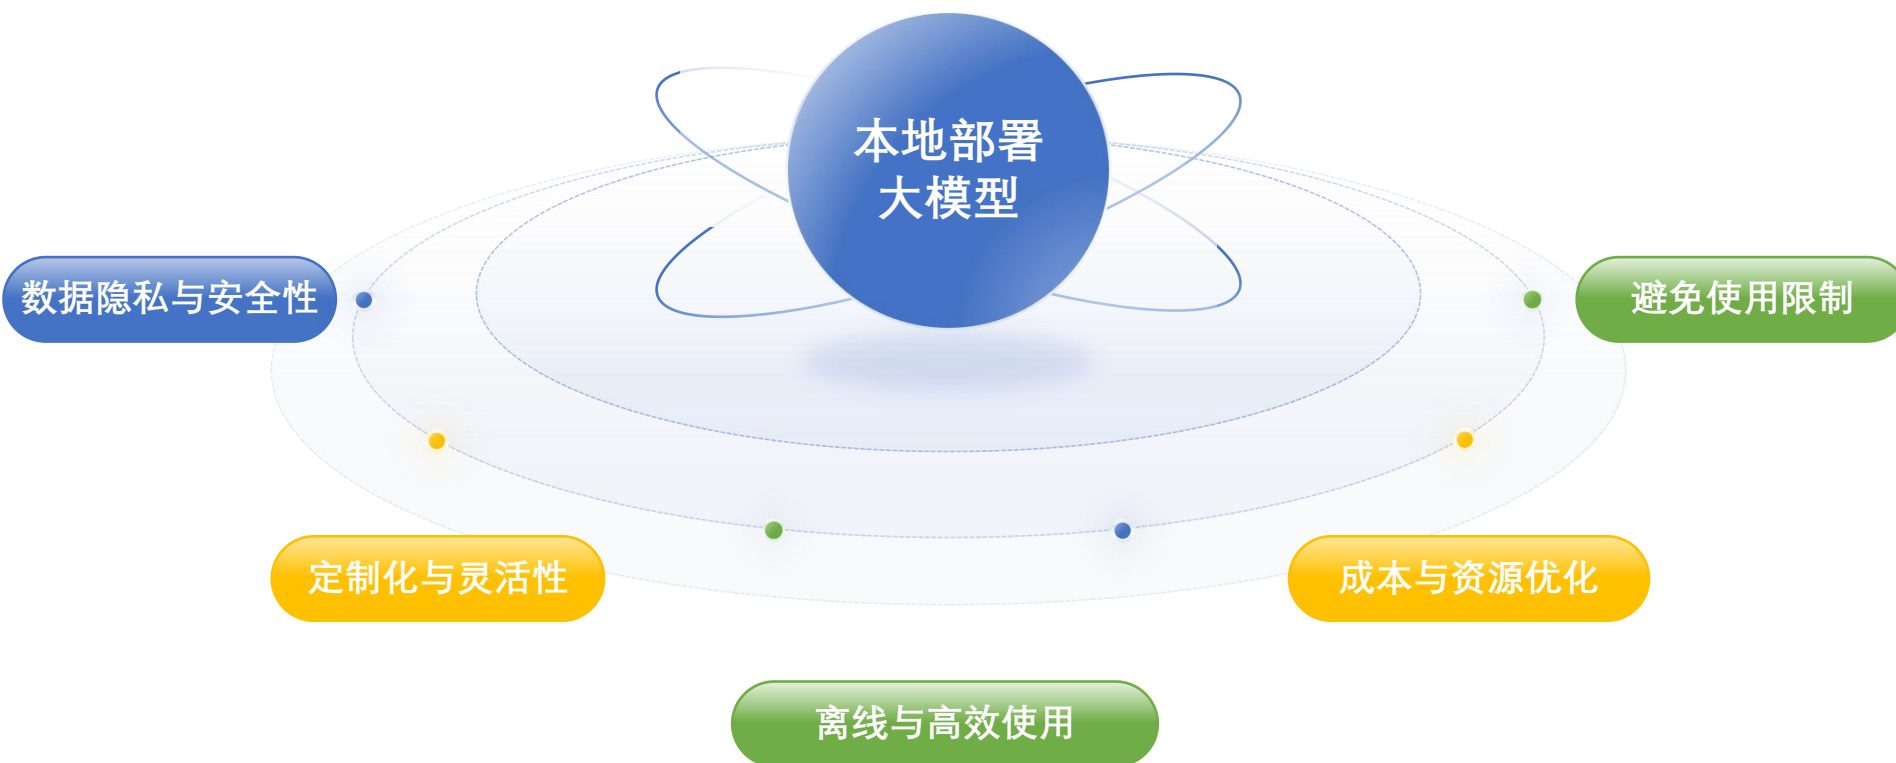 本地部署
大模型
数据隐私与安全性
避免使用限制
定制化与灵活性
成本与资源优化
离线与高效使用